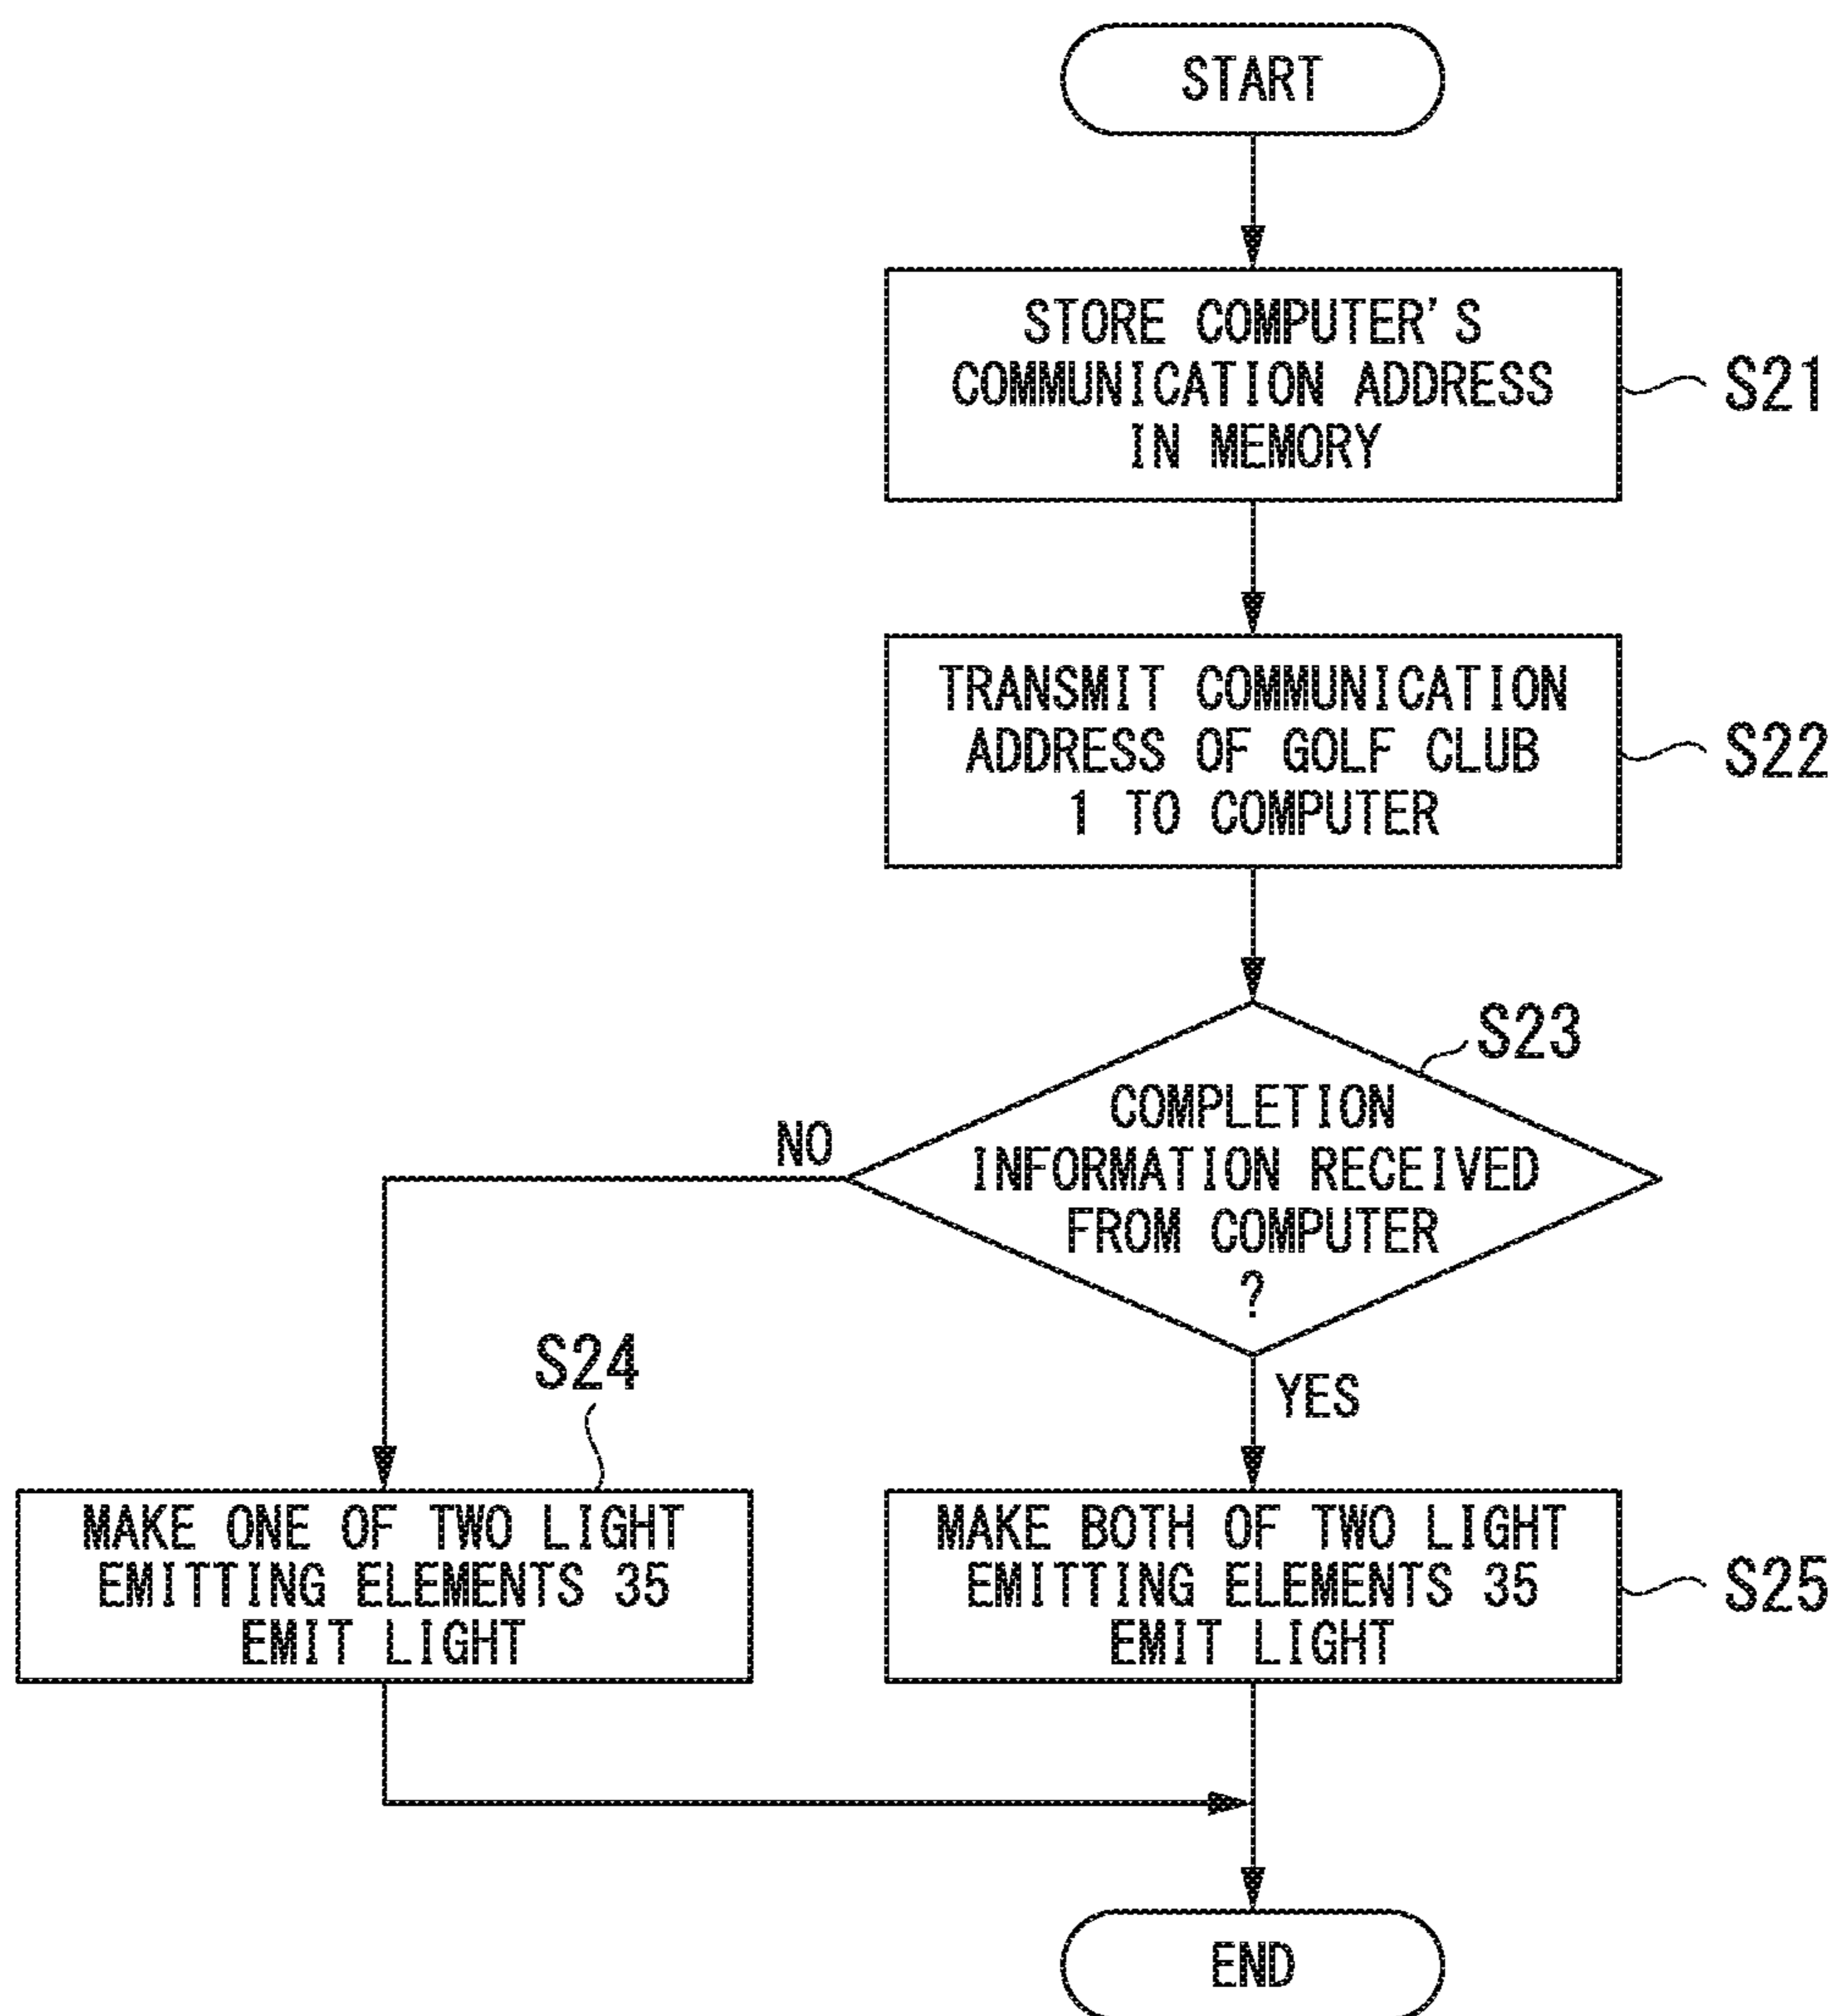 START
STORE COMPUTER'S
COMMUNICATION ADDRESS
IN MEMORY
S21
TRANSMIT COMMUNICATION
ADDRESS OF GOLF CLUB
1 TO COMPUTER
S22
S23
COMPLETION
INFORMATION RECEIVED
FROM COMPUTER
?
NO
YES
S24
MAKE ONE OF TWO LIGHT
EMITTING ELEMENTS 35
EMIT LIGHT
MAKE BOTH OF TWO LIGHT
EMITTING ELEMENTS 35
EMIT LIGHT
S25
END